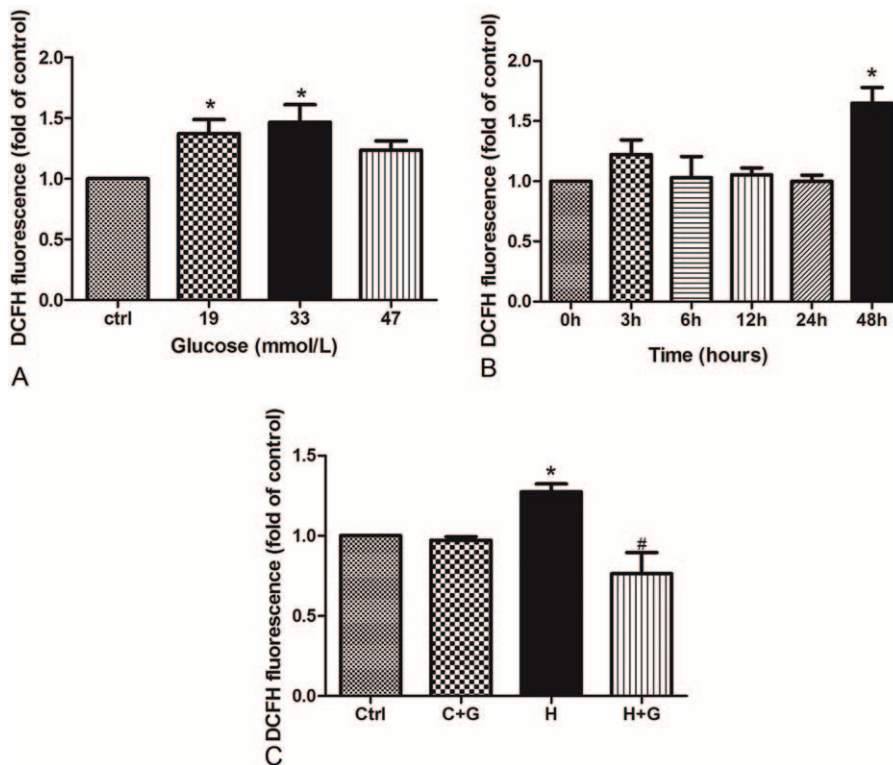 DCFH fluorescence (fold of control)
2.0
1.5
1.0
0.5
0.0
*
*
ctrl 19 33 47
Glucose (mmol/L)
A
DCFH fluorescence (fold of control)
2.0
1.5
1.0
0.5
0.0
*
0h 3h 6h 12h 24h 48h
Time (hours)
B
DCFH fluorescence (fold of control)
1.5
1.0
0.5
0.0
*
#
Ctrl C+G H H+G
C